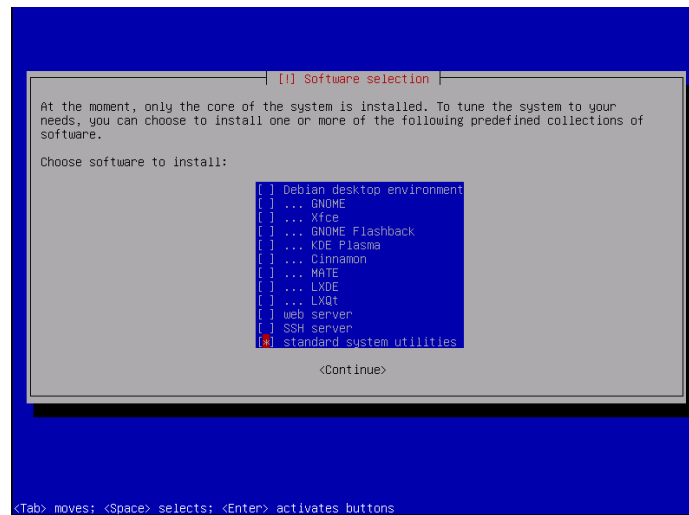 [!] Software selection
At the moment, only the core of the system is installed. To tune the system to your
needs, you can choose to install one or more of the following predefined collections of
software.
Choose software to install:
[ ] Debian desktop environment
[ ] ... GNOME
[ ] ... Xfce
[ ] ... GNOME Flashback
[ ] ... KDE Plasma
[ ] ... Cinnamon
[ ] ... MATE
[ ] ... LXDE
[ ] ... LXQt
[ ] web server
[ ] SSH server
[*] standard system utilities
<Continue>
<Tab> moves; <Space> selects; <Enter> activates buttons